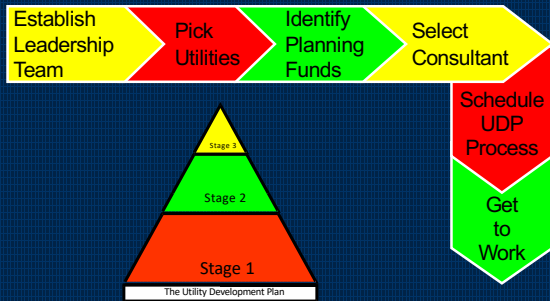 Establish
Leadership
Team
Pick
Utilities
Identify
Planning
Funds
Select
Consultant
Schedule
UDP
Process
Get
to
Work
Stage 3
Stage 2
Stage 1
The Utility Development Plan